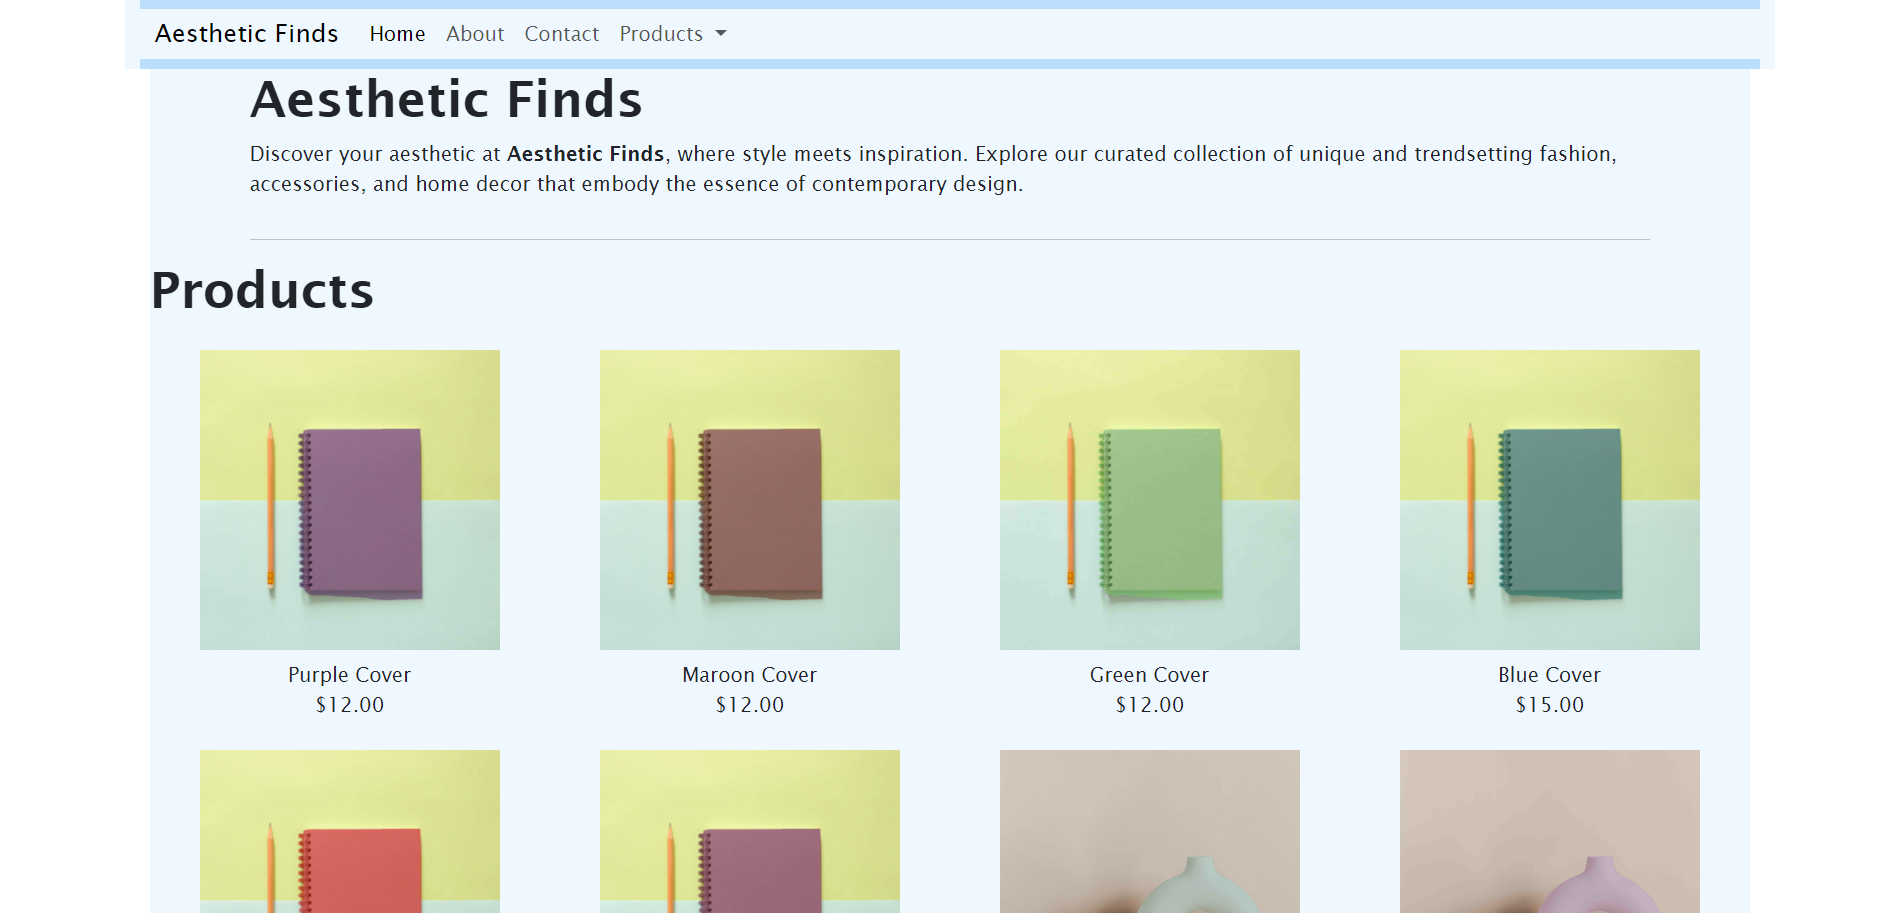 Aesthetic Finds Home About Contact Products
Aesthetic Finds
Discover your aesthetic at Aesthetic Finds, where style meets inspiration. Explore our curated collection of unique and trendsetting fashion,
accessories, and home decor that embody the essence of contemporary design.
Products
Purple Cover Maroon Cover Green Cover Blue Cover
$12.00 $12.00 $12.00 $15.00